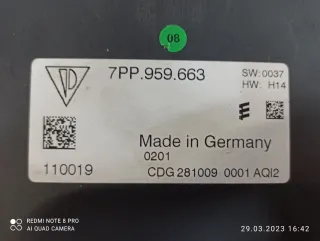 08
7PP.959.663
SW:0037
HW: H14
Made in Germany
0201
110019
CDG 281009 0001 AQI2
REDMI NOTE 8 PRO
AI QUAD CAMERA
29.03.2023 16:42